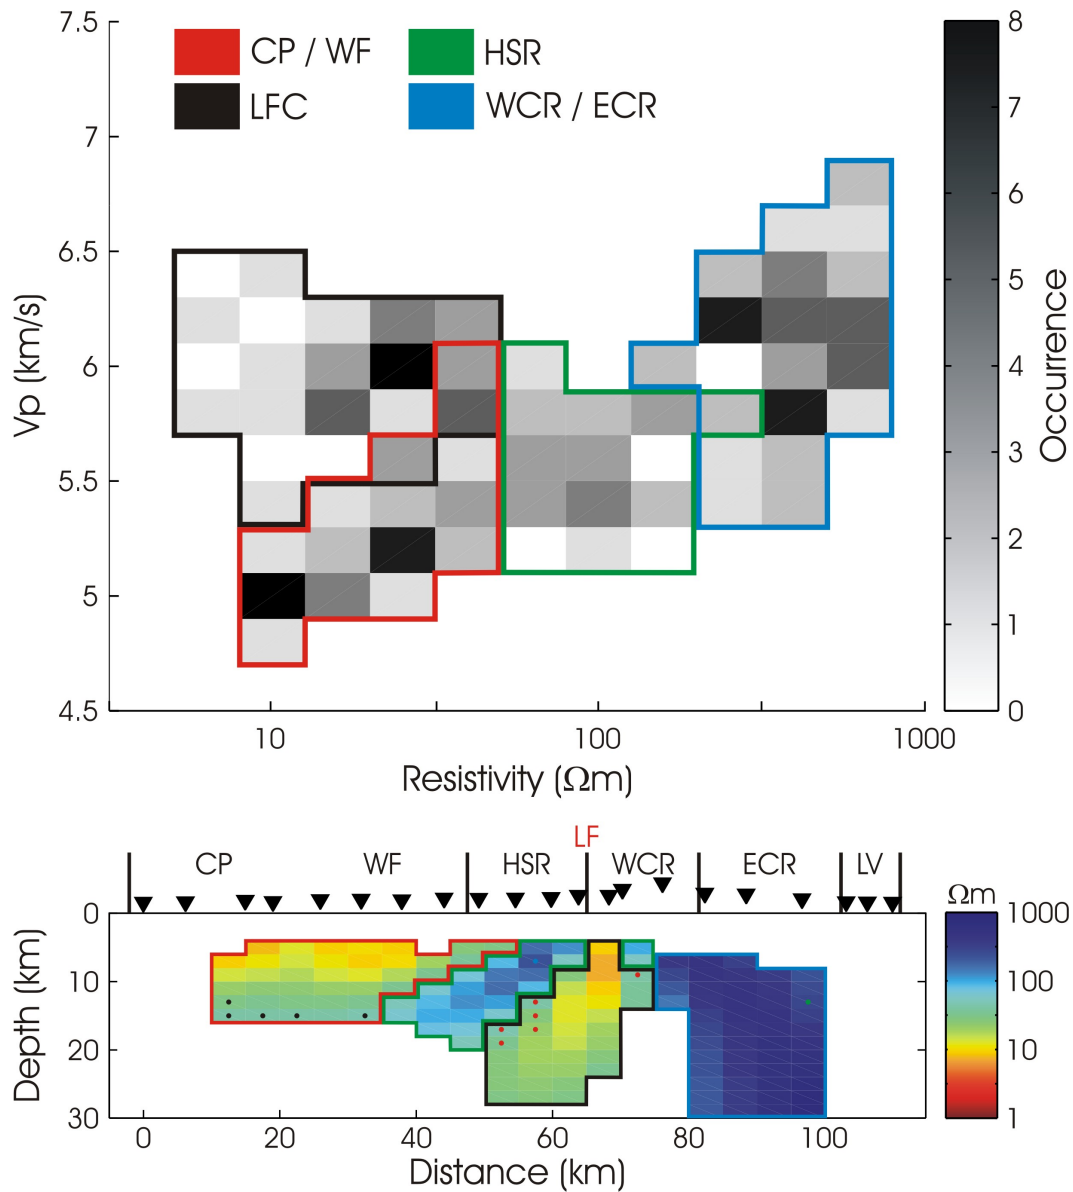 7.5
7
6.5
6
5.5
5
4.5
Vp (km/s)
CP / WF
HSR
LFC
WCR / ECR
10
100
1000
Resistivity (Ωm)
8
7
6
5
4
3
2
1
0
Occurrence
LF
CP
WF
HSR
WCR
ECR
LV
0
10
20
30
Depth (km)
0
20
40
60
80
100
Distance (km)
Ωm
1000
100
10
1